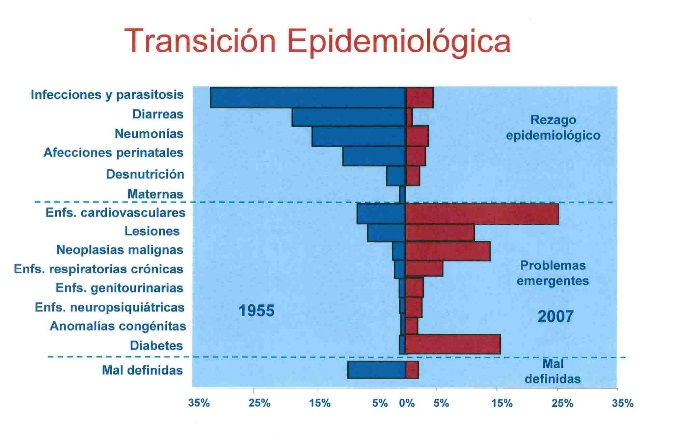 Transición Epidemiológica
Infecciones y parasitosis
Diarreas
Neumonías
Afecciones perinatales
Desnutrición
Maternas
Enfs. cardiovasculares
Lesiones
Neoplasias malignas
Enfs. respiratorias crónicas
Enfs. genitourinarias
Enfs. neuropsiquiátricas
Anomalías congénitas
Diabetes
Mal definidas
Rezago
epidemiológico
Problemas
emergentes
1955
2007
Mal
definidas
35% 25% 15% 5% 0% 5% 15% 25% 35%